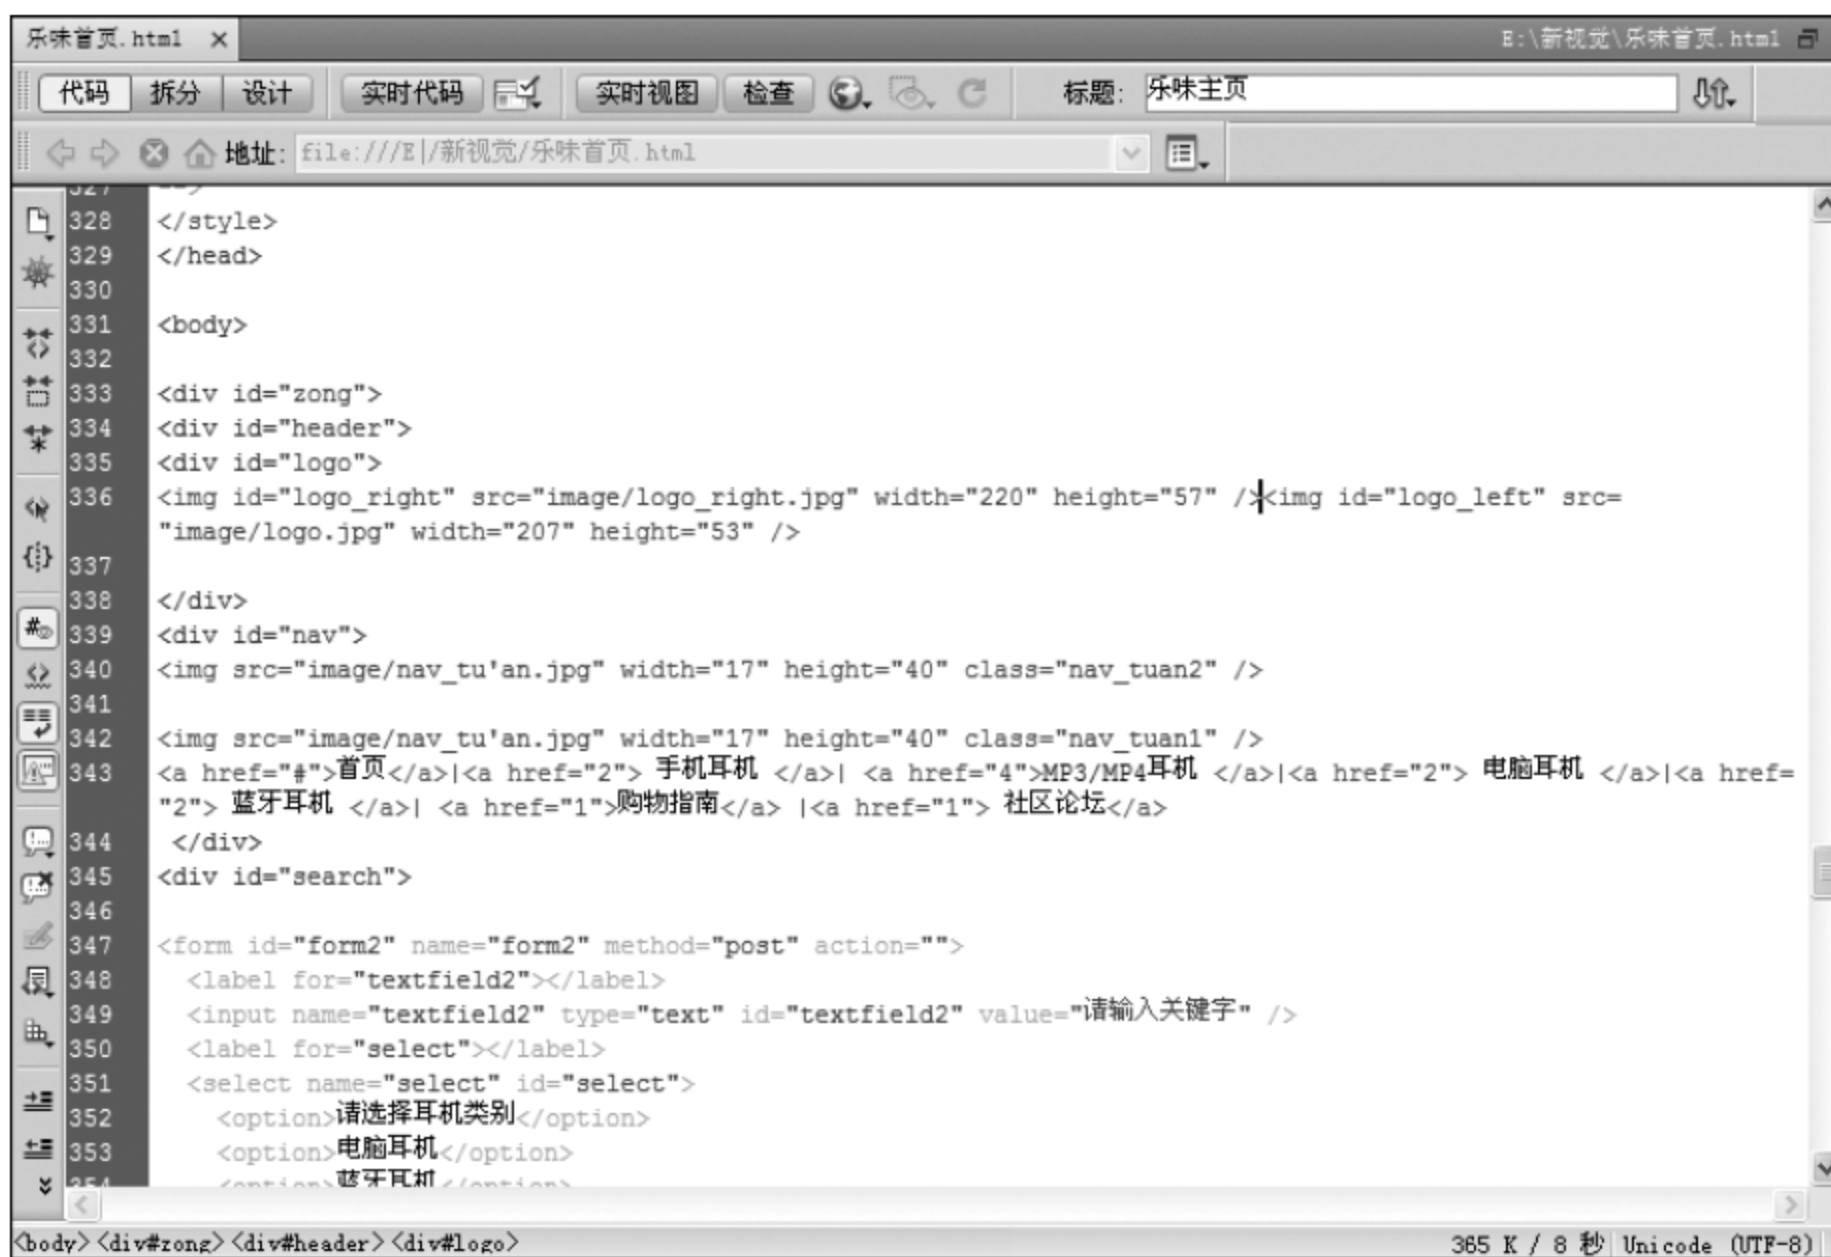 乐味首页.html ×
E:\新视觉\乐味首页.html
代码 拆分 设计 实时代码 实时视图 检查 标题: 乐味主页
地址: file:///E|/新视觉/乐味首页.html
327 -->
328 </style>
329 </head>
330
331 <body>
332
333 <div id="zong">
334 <div id="header">
335 <div id="logo">
336 <img id="logo_right" src="image/logo_right.jpg" width="220" height="57" /><img id="logo_left" src=
"image/logo.jpg" width="207" height="53" />
337
338 </div>
339 <div id="nav">
340 <img src="image/nav_tu'an.jpg" width="17" height="40" class="nav_tuan2" />
341
342 <img src="image/nav_tu'an.jpg" width="17" height="40" class="nav_tuan1" />
343 <a href="#">首页</a>|<a href="2"> 手机耳机 </a>| <a href="4">MP3/MP4耳机 </a>|<a href="2"> 电脑耳机 </a>|<a href=
"2"> 蓝牙耳机 </a>| <a href="1">购物指南</a> |<a href="1"> 社区论坛</a>
344 </div>
345 <div id="search">
346
347 <form id="form2" name="form2" method="post" action="">
348 <label for="textfield2"></label>
349 <input name="textfield2" type="text" id="textfield2" value="请输入关键字" />
350 <label for="select"></label>
351 <select name="select" id="select">
352 <option>请选择耳机类别</option>
353 <option>电脑耳机</option>
354 <option>蓝牙耳机</option>
<body> <div#zong> <div#header> <div#logo>
365 K / 8 秒 Unicode (UTF-8)